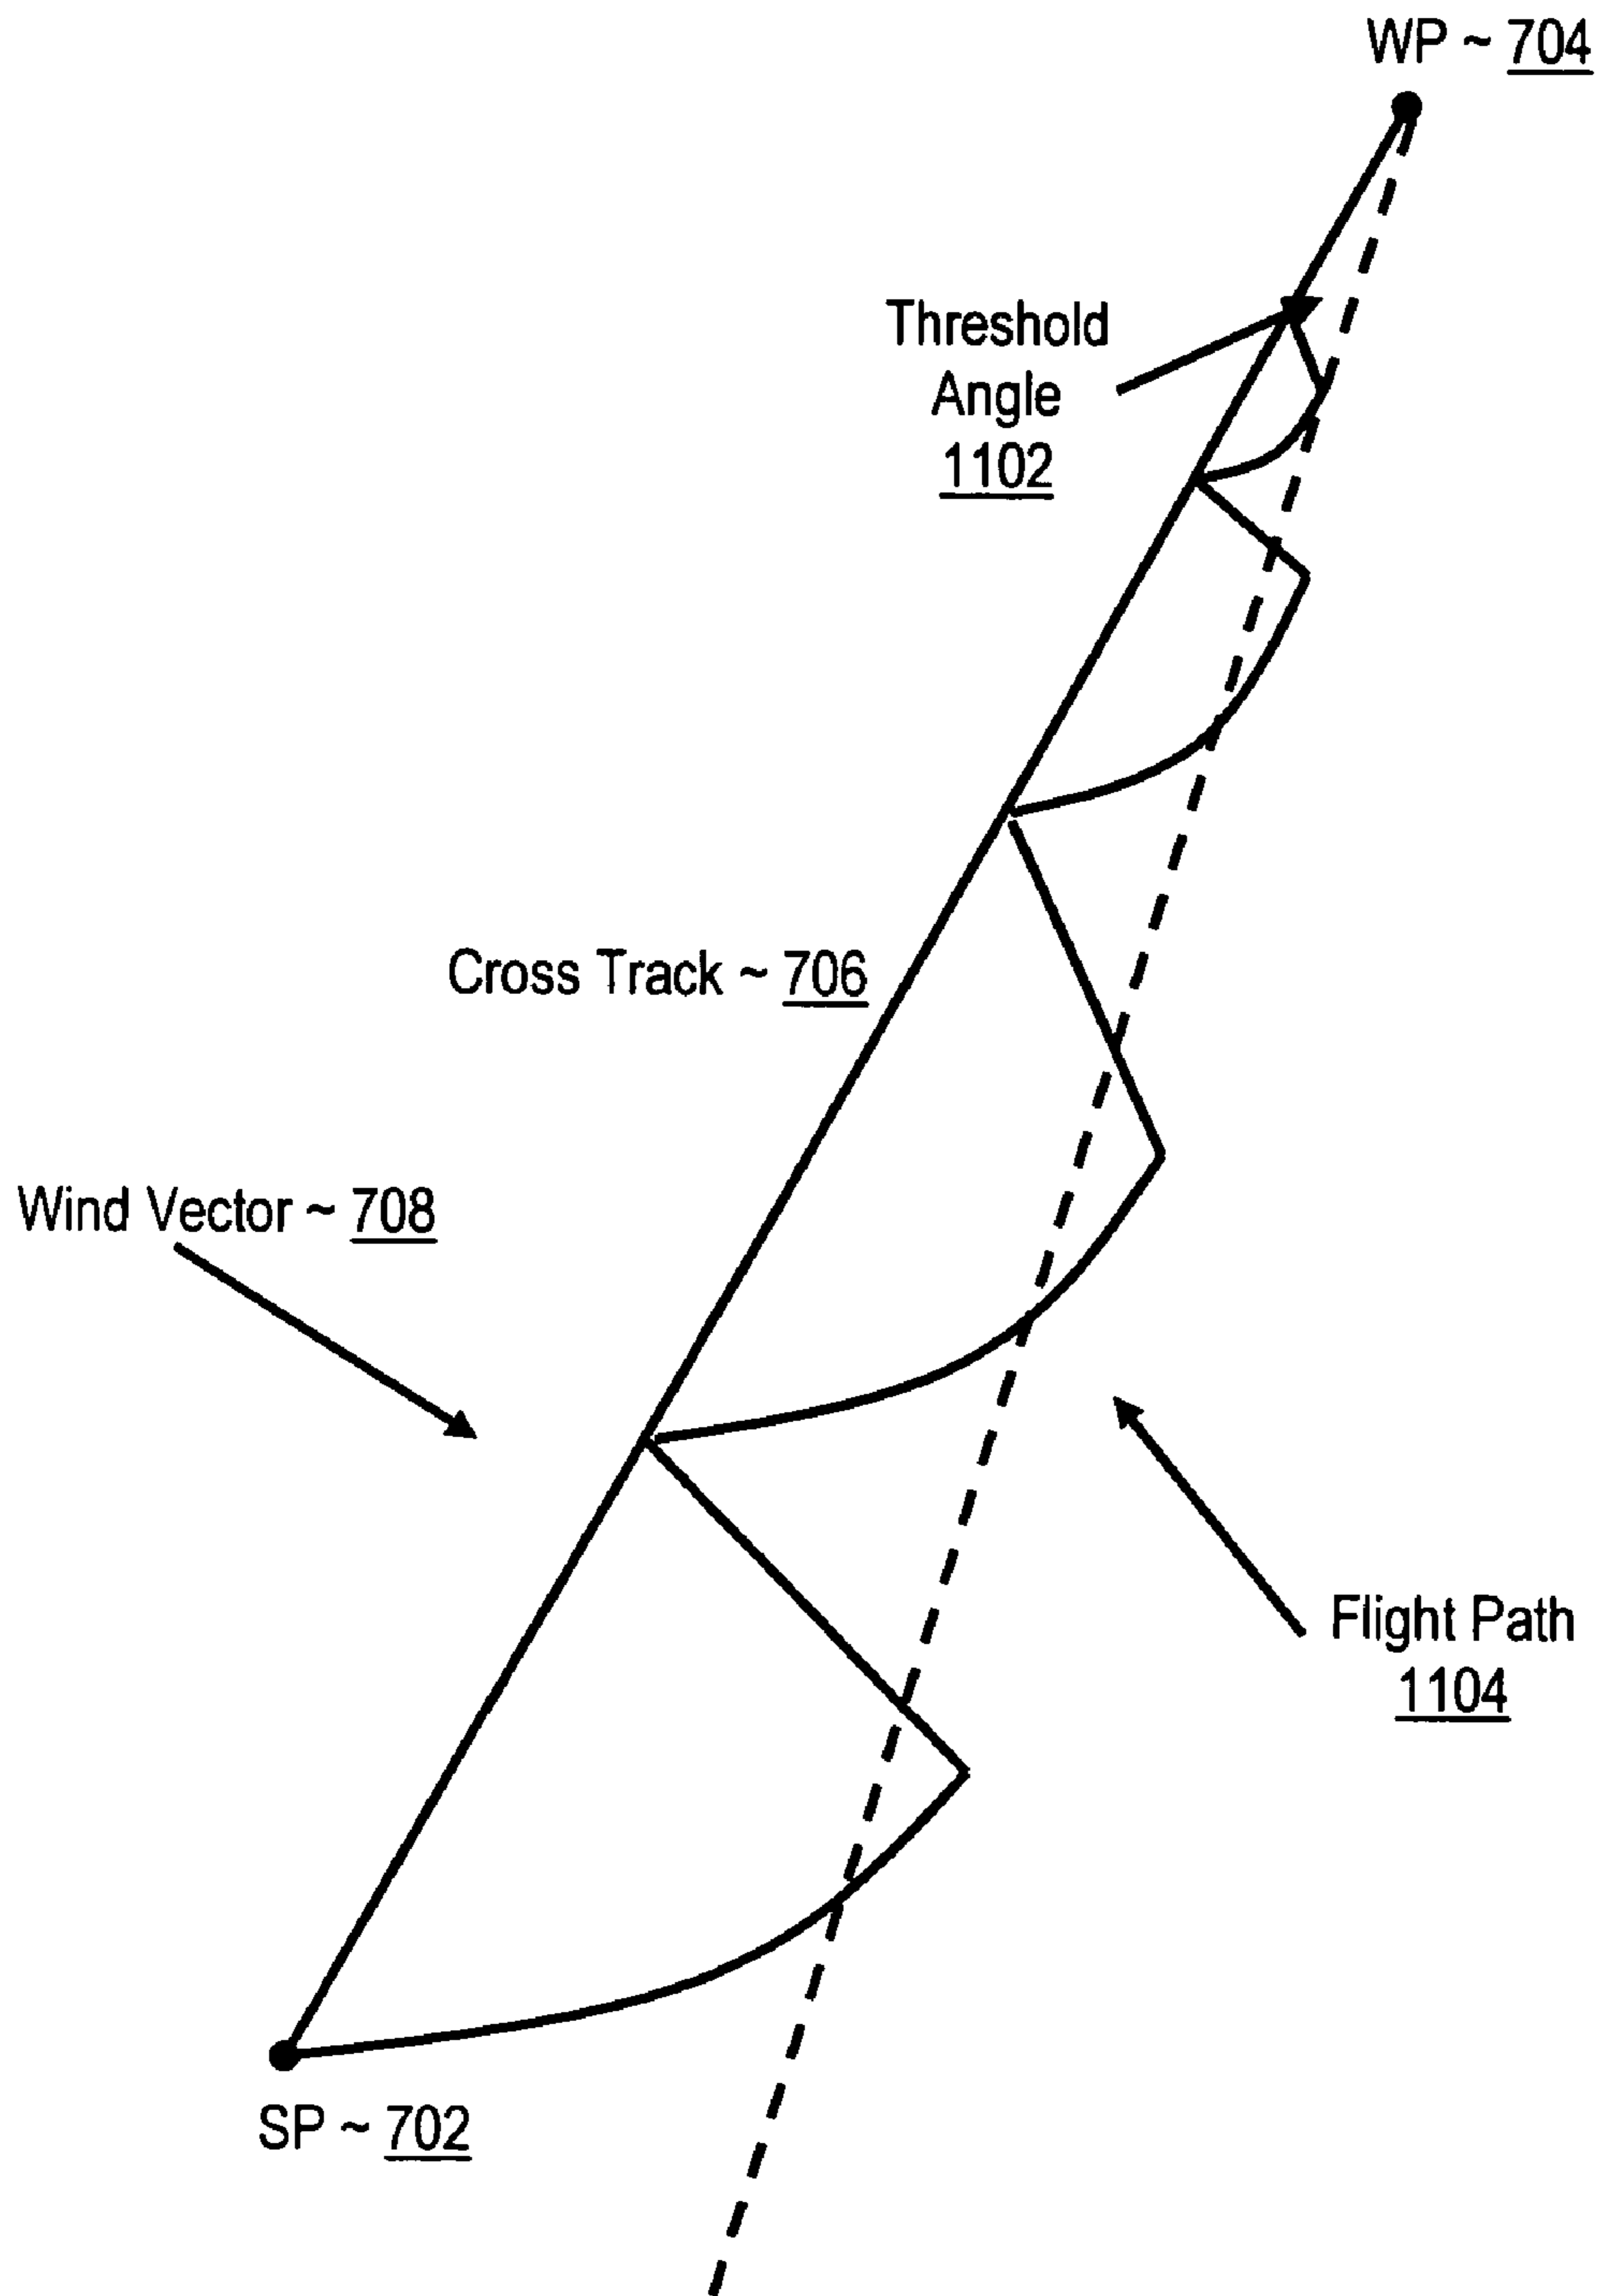 WP ~ 704
Threshold
Angle
1102
Cross Track ~ 706
Wind Vector ~ 708
Flight Path
1104
SP ~ 702